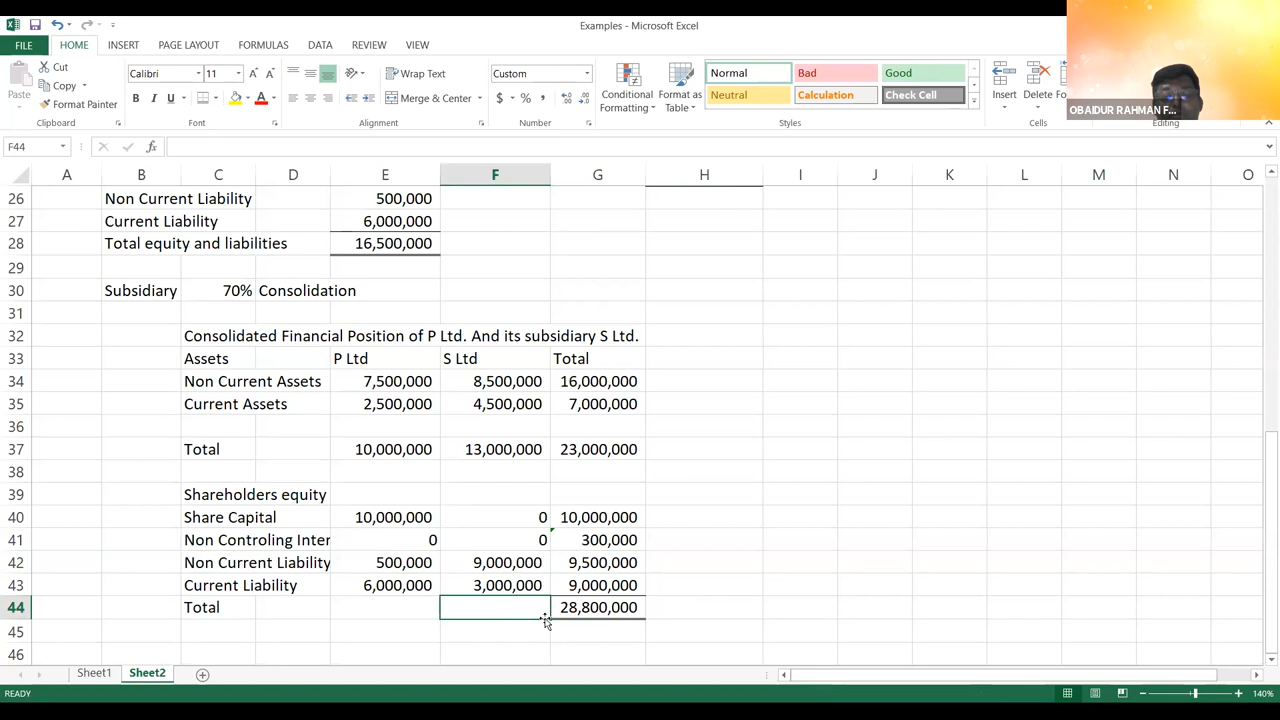 Examples - Microsoft Excel
FILE HOME INSERT PAGE LAYOUT FORMULAS DATA REVIEW VIEW
Cut
Copy
Format Painter
Paste
Clipboard
Calibri 11
B I U
Font
Wrap Text
Merge & Center
Alignment
Custom
$ % ,
Number
Conditional
Formatting
Format as
Table
Normal Bad Good
Neutral Calculation Check Cell
Styles
Insert Delete Fo
Cells
Editing
OBAIDUR RAHMAN F...
F44 fx
A B C D E F G H I J K L M N O
26 Non Current Liability 500,000
27 Current Liability 6,000,000
28 Total equity and liabilities 16,500,000
29
30 Subsidiary 70% Consolidation
31
32 Consolidated Financial Position of P Ltd. And its subsidiary S Ltd.
33 Assets P Ltd S Ltd Total
34 Non Current Assets 7,500,000 8,500,000 16,000,000
35 Current Assets 2,500,000 4,500,000 7,000,000
36
37 Total 10,000,000 13,000,000 23,000,000
38
39 Shareholders equity
40 Share Capital 10,000,000 0 10,000,000
41 Non Controling Inter 0 0 300,000
42 Non Current Liability 500,000 9,000,000 9,500,000
43 Current Liability 6,000,000 3,000,000 9,000,000
44 Total 28,800,000
45
46
Sheet1 Sheet2
READY 140%